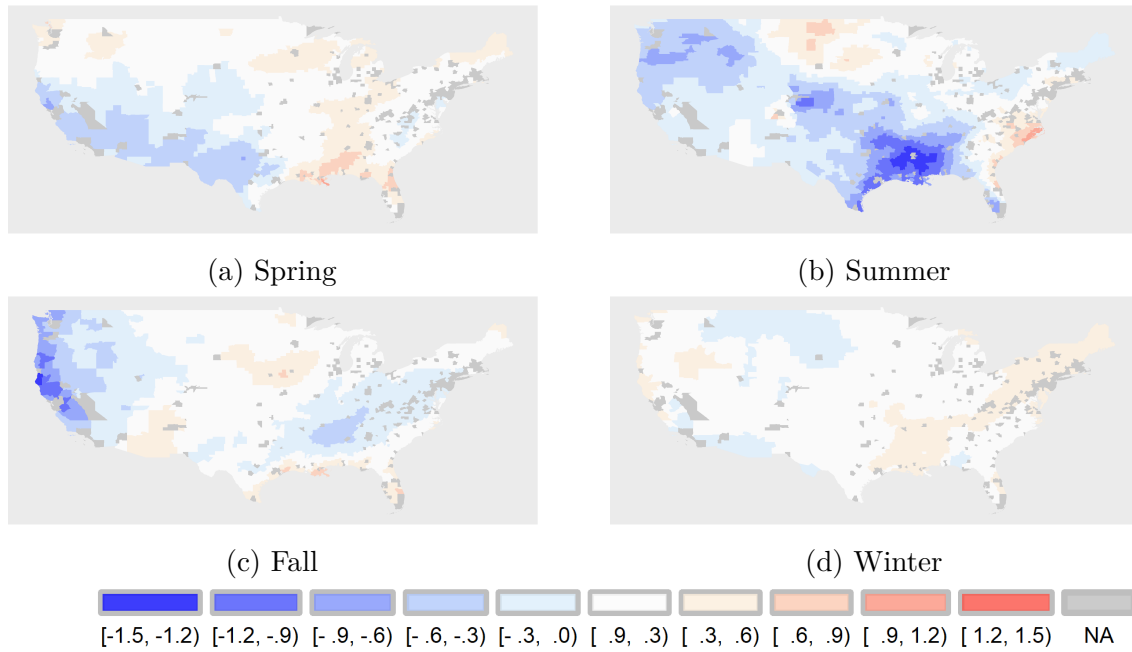 (a) Spring
(b) Summer
(c) Fall
(d) Winter
[-1.5, -1.2)
[-1.2, -.9)
[- .9, -.6)
[- .6, -.3)
[- .3, .0)
[ .9, .3)
[ .3, .6)
[ .6, .9)
[ .9, 1.2)
[ 1.2, 1.5)
NA